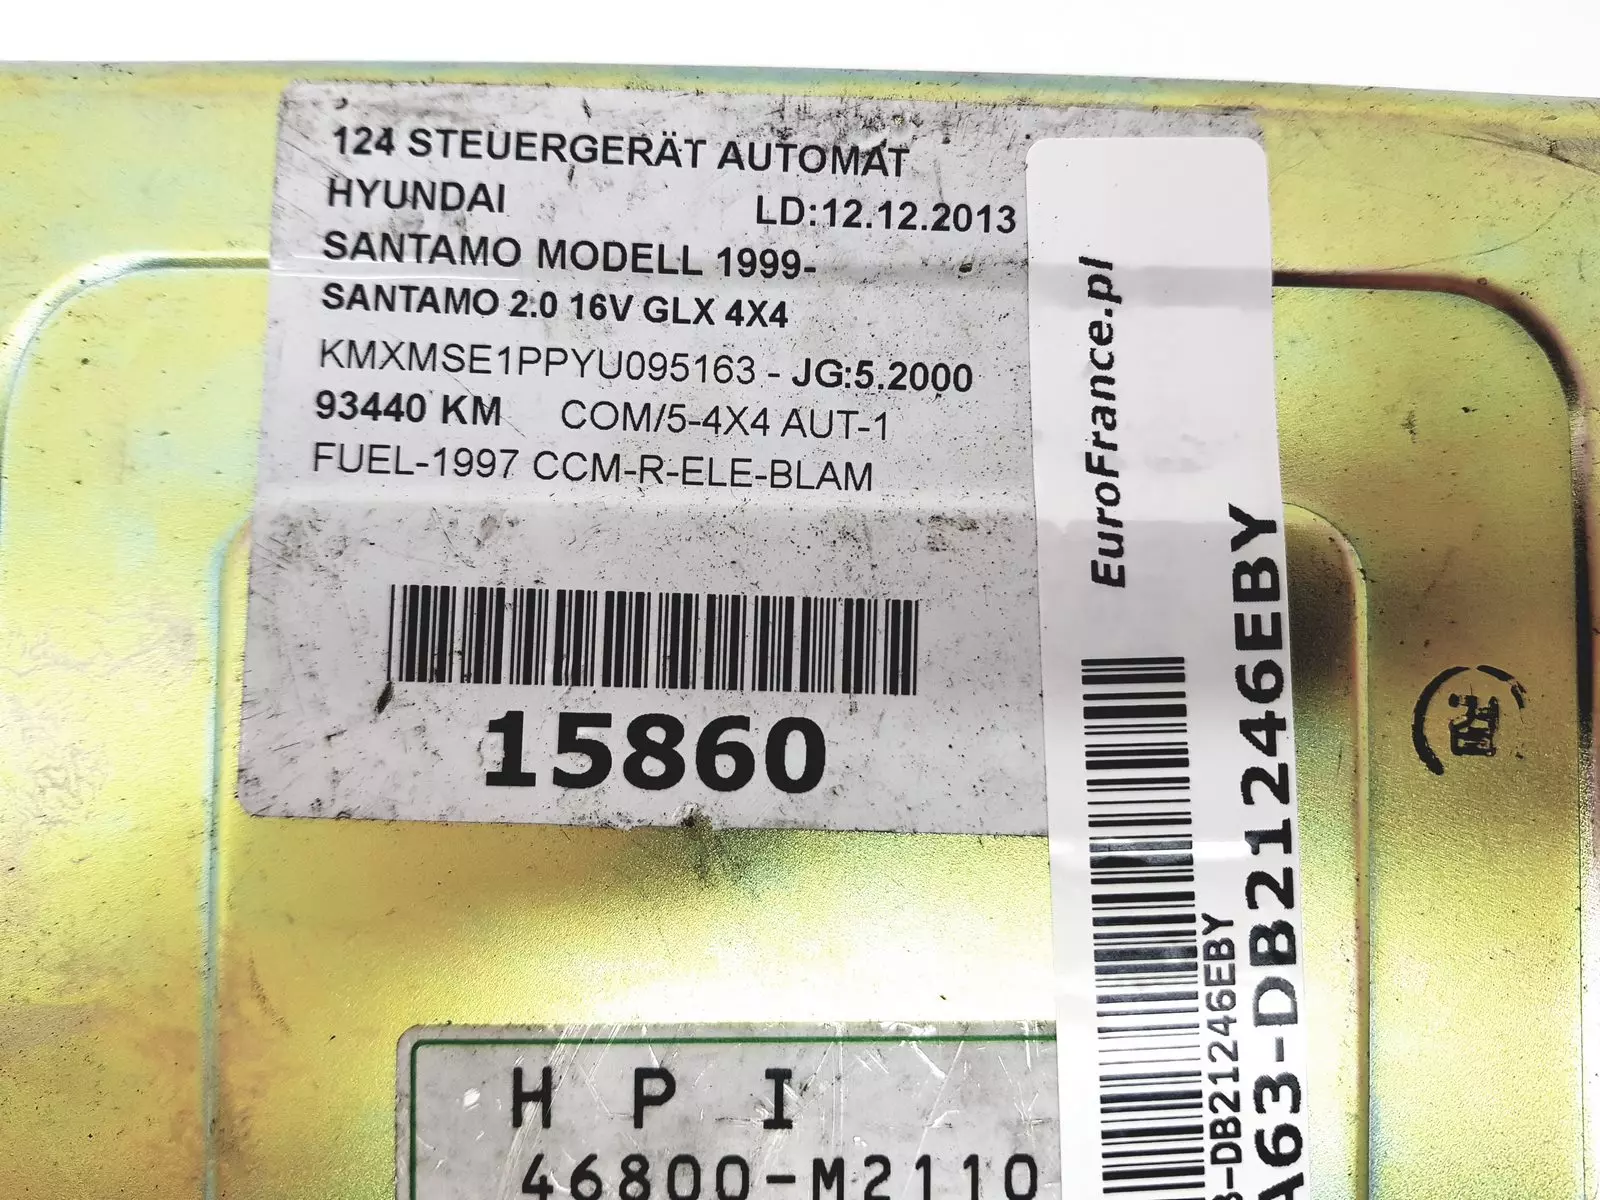 124 STEUERGERÄT AUTOMAT
HYUNDAI LD:12.12.2013
SANTAMO MODELL 1999-
SANTAMO 2.0 16V GLX 4X4
KMXMSE1PPYU095163 - JG:5.2000
93440 KM COM/5-4X4 AUT-1
FUEL-1997 CCM-R-ELE-BLAM
15860
EuroFrance.pl
3-DB21246EBY
A63-DB21246EBY
H P I
46800-M2110